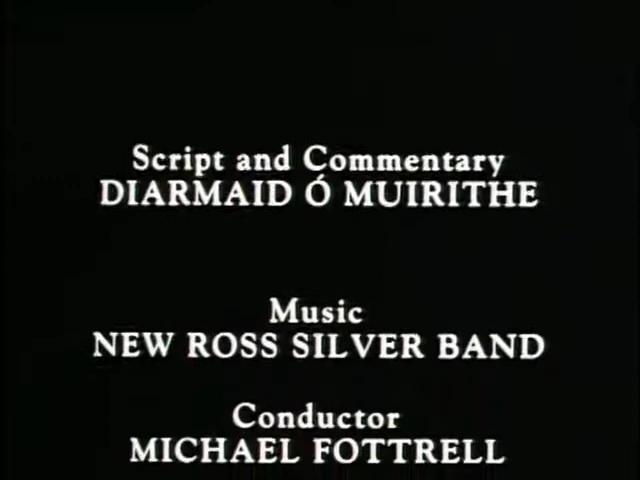 Script and Commentary
DIARMAID Ó MUIRITHE
Music
NEW ROSS SILVER BAND
Conductor
MICHAEL FOTTRELL